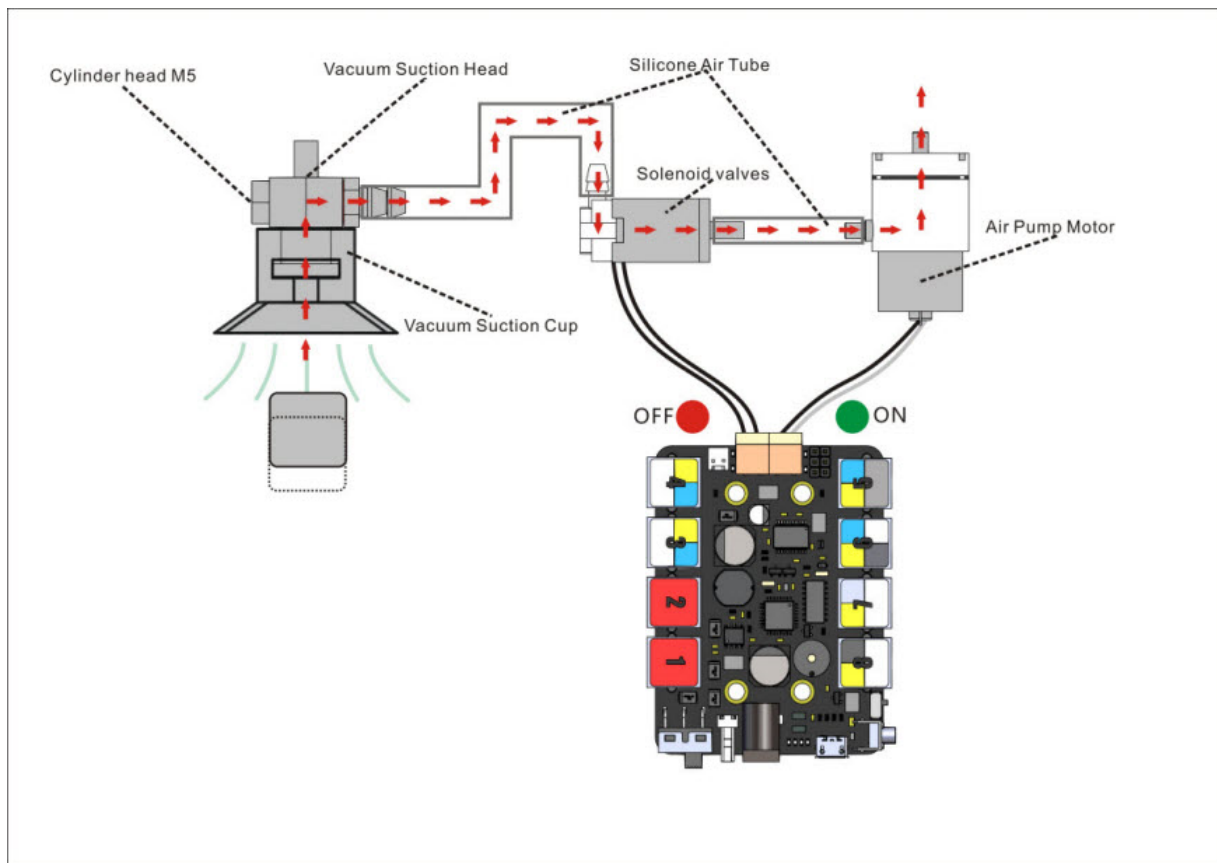 Cylinder head M5
Vacuum Suction Head
Silicone Air Tube
Solenoid valves
Air Pump Motor
Vacuum Suction Cup
OFF
ON
4
5
3
6
2
7
1
8